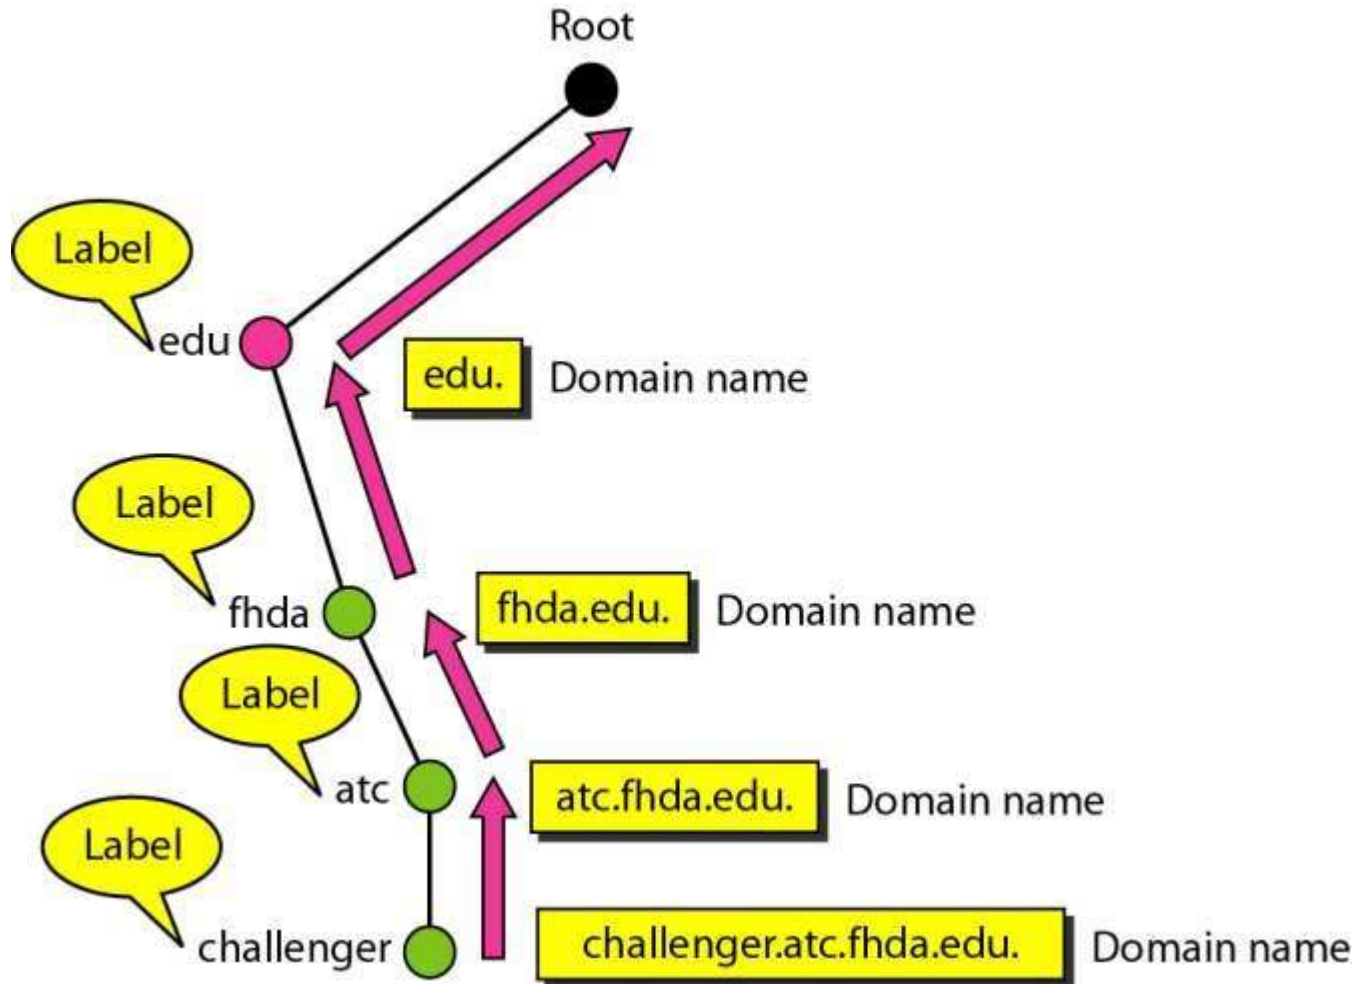 Root
Label
edu
edu.
Domain name
Label
fhda
fhda.edu.
Domain name
Label
atc
atc.fhda.edu.
Domain name
Label
challenger
challenger.atc.fhda.edu.
Domain name